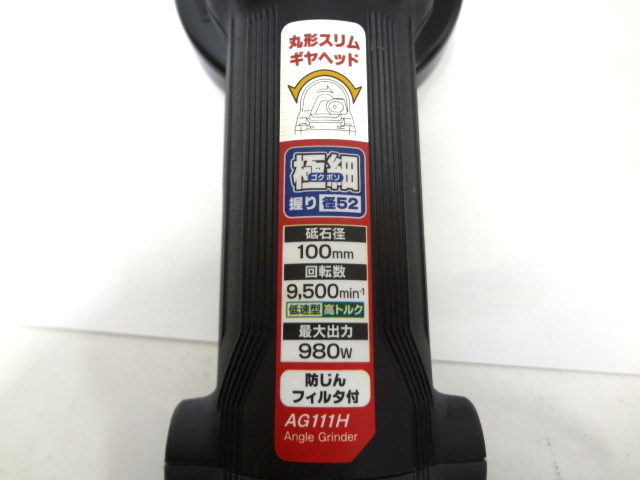 丸形スリム
ギヤヘッド
極細
ゴクボソ
握り 径52
砥石径
100mm
回転数
9,500min⁻¹
低速型 高トルク
最大出力
980W
防じん
フィルタ付
AG111H
Angle Grinder